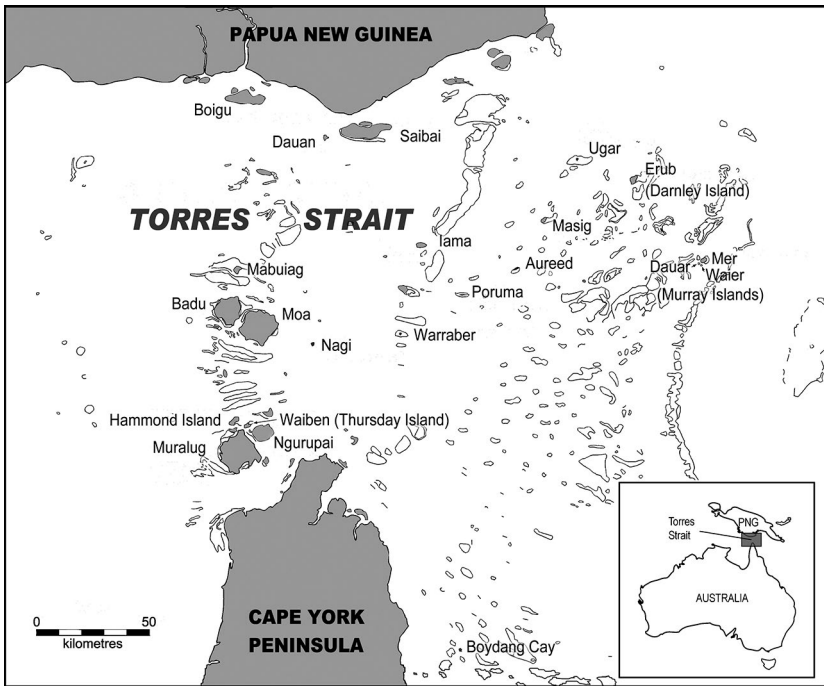 PAPUA NEW GUINEA
Boigu
Dauan
Saibai
Ugar
Erub
(Darnley Island)
TORRES STRAIT
Masig
Iama
Mabuiag
Aureed
Dauar
Mer
Waier
(Murray Islands)
Badu
Moa
Poruma
Warraber
Nagi
Hammond Island
Waiben (Thursday Island)
Muralug
Ngurupai
CAPE YORK
PENINSULA
Boydang Cay
0
50
kilometres
PNG
Torres
Strait
AUSTRALIA